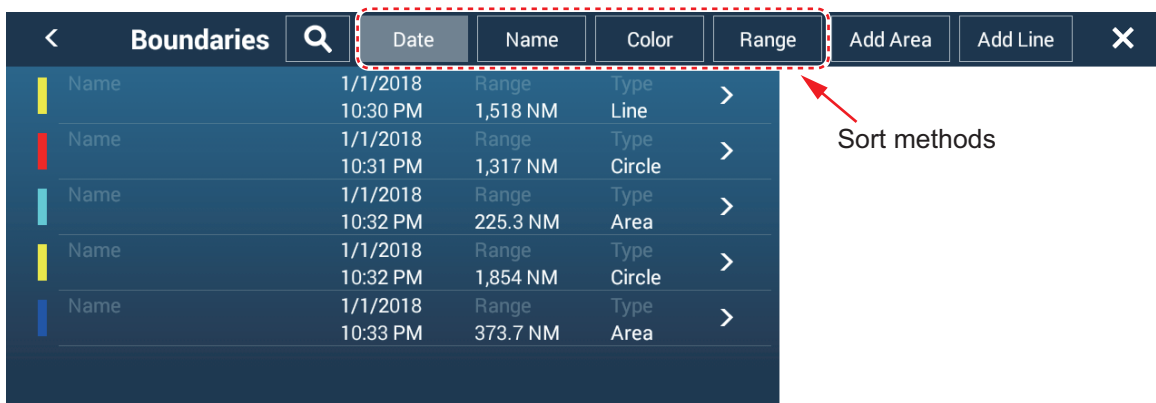 Boundaries Date Name Color Range Add Area Add Line
Name 1/1/2018 Range Type
10:30 PM 1,518 NM Line
Sort methods
Name 1/1/2018 Range Type
10:31 PM 1,317 NM Circle
Name 1/1/2018 Range Type
10:32 PM 225.3 NM Area
Name 1/1/2018 Range Type
10:32 PM 1,854 NM Circle
Name 1/1/2018 Range Type
10:33 PM 373.7 NM Area